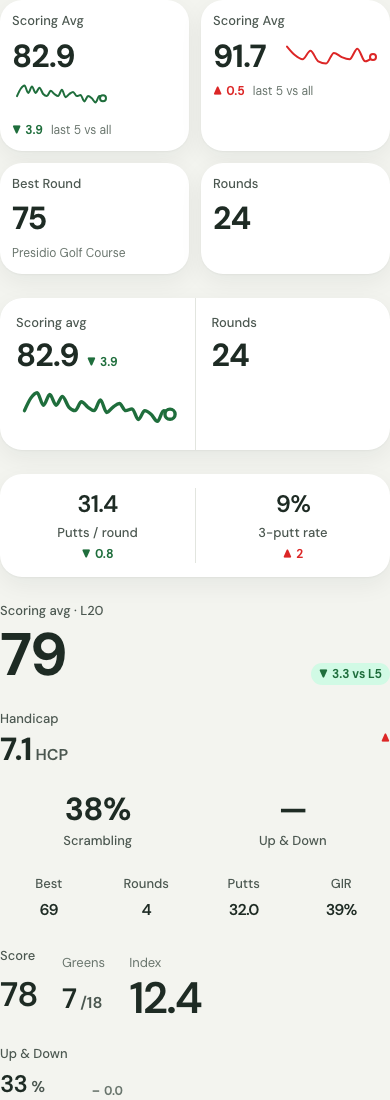 Scoring Avg
82.9
▼ 3.9 last 5 vs all
Scoring Avg
91.7
▲ 0.5 last 5 vs all
Best Round
75
Presidio Golf Course
Rounds
24
Scoring avg
82.9 ▼ 3.9
Rounds
24
31.4
Putts / round
▼ 0.8
9%
3-putt rate
▲ 2
Scoring avg · L20
79
▼ 3.3 vs L5
Handicap
7.1 HCP
▲
38%
Scrambling
—
Up & Down
Best
69
Rounds
4
Putts
32.0
GIR
39%
Score
78
Greens
7 /18
Index
12.4
Up & Down
33 %
– 0.0